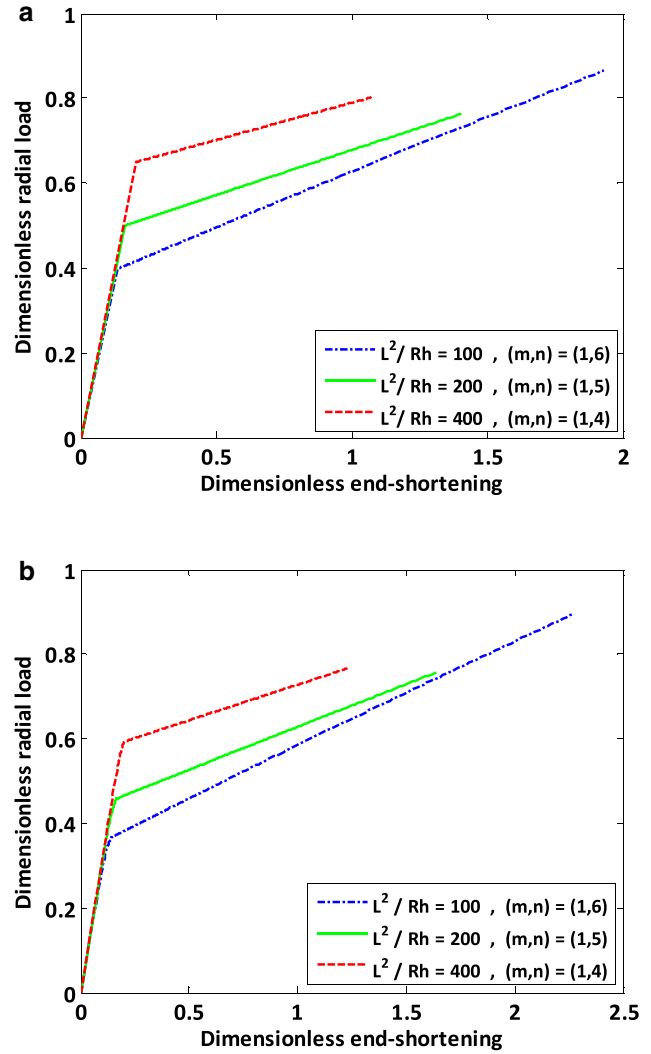 a
1
0.8
0.6
0.4
0.2
0
Dimensionless radial load
L²/ Rh = 100 , (m,n) = (1,6)
L²/ Rh = 200 , (m,n) = (1,5)
L²/ Rh = 400 , (m,n) = (1,4)
0 0.5 1 1.5 2
Dimensionless end-shortening
b
1
0.8
0.6
0.4
0.2
0
Dimensionless radial load
L² / Rh = 100 , (m,n) = (1,6)
L² / Rh = 200 , (m,n) = (1,5)
L² / Rh = 400 , (m,n) = (1,4)
0 0.5 1 1.5 2 2.5
Dimensionless end-shortening